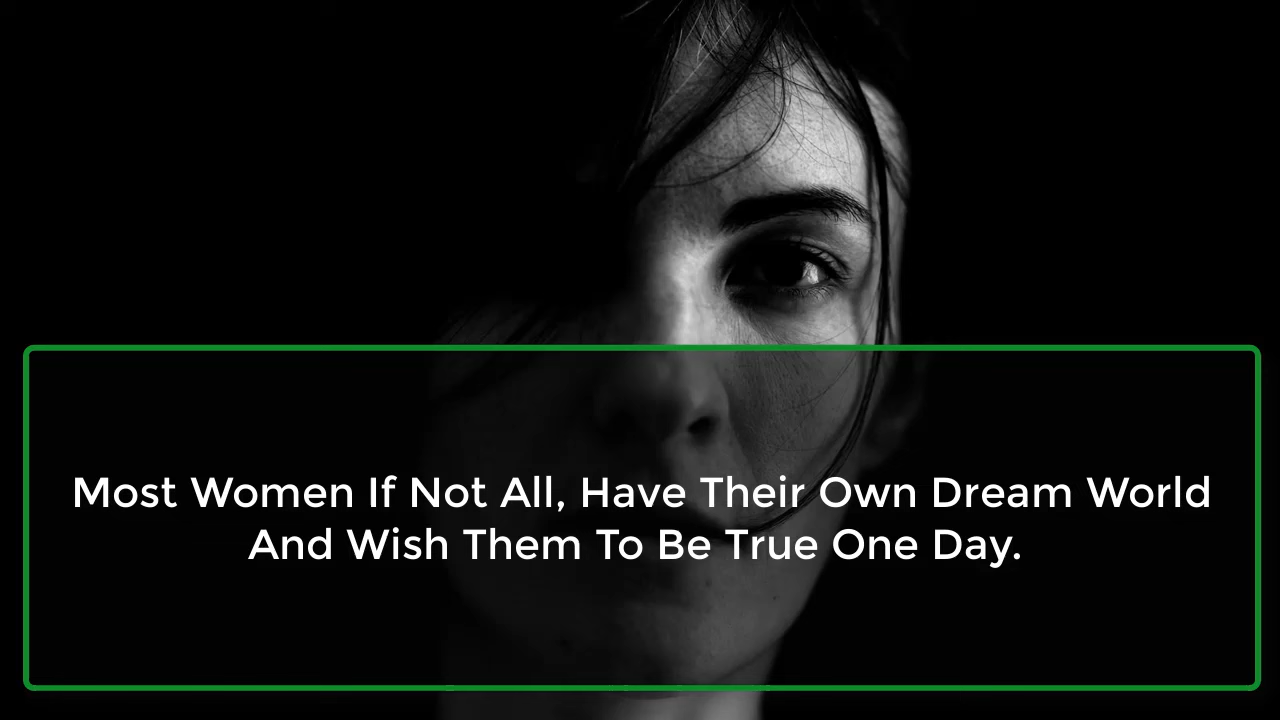 Most Women If Not All, Have Their Own Dream World
And Wish Them To Be True One Day.